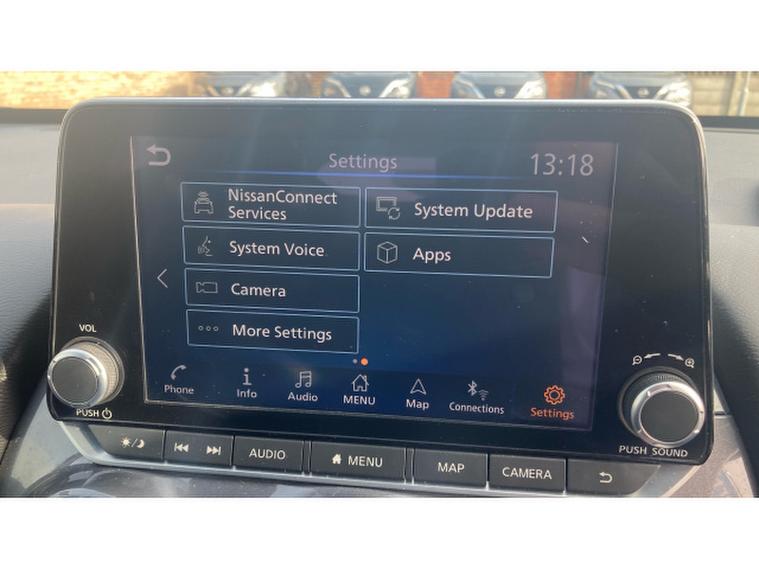 Settings
13:18
NissanConnect
Services
System Update
System Voice
Apps
Camera
More Settings
VOL
PUSH
Phone
Info
Audio
MENU
Map
Connections
Settings
PUSH SOUND
AUDIO
MENU
MAP
CAMERA